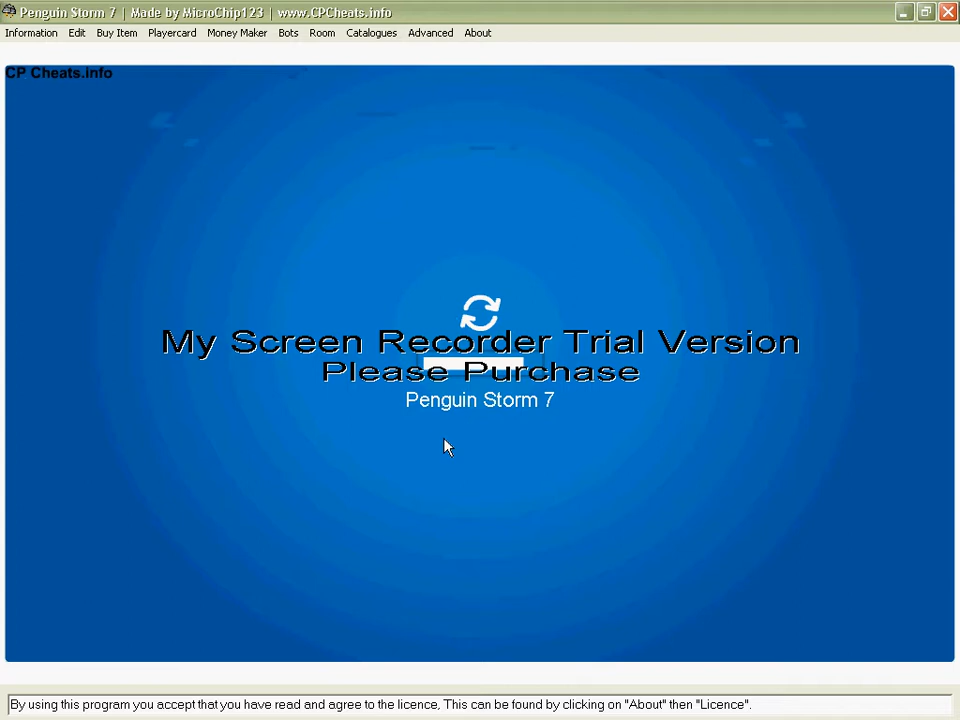 Penguin Storm 7 | Made by MicroChip123 | www.CPCheats.info
Information Edit Buy Item Playercard Money Maker Bots Room Catalogues Advanced About
CP Cheats.info
My Screen Recorder Trial Version
Please Purchase
Penguin Storm 7
By using this program you accept that you have read and agree to the licence, This can be found by clicking on "About" then "Licence".